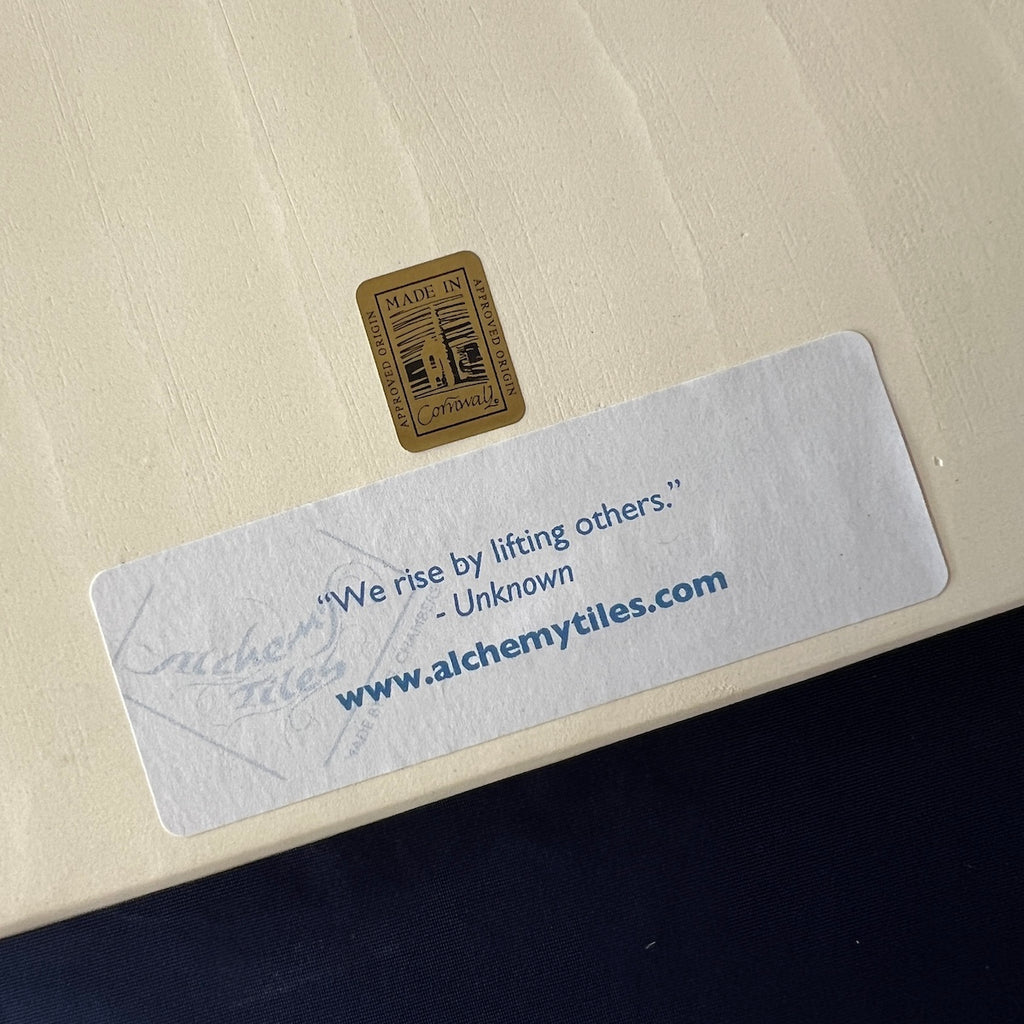 MADE IN
APPROVED ORIGIN
APPROVED ORIGIN
Cornwall
“We rise by lifting others.”
- Unknown
www.alchemytiles.com
Alchemy
Tiles